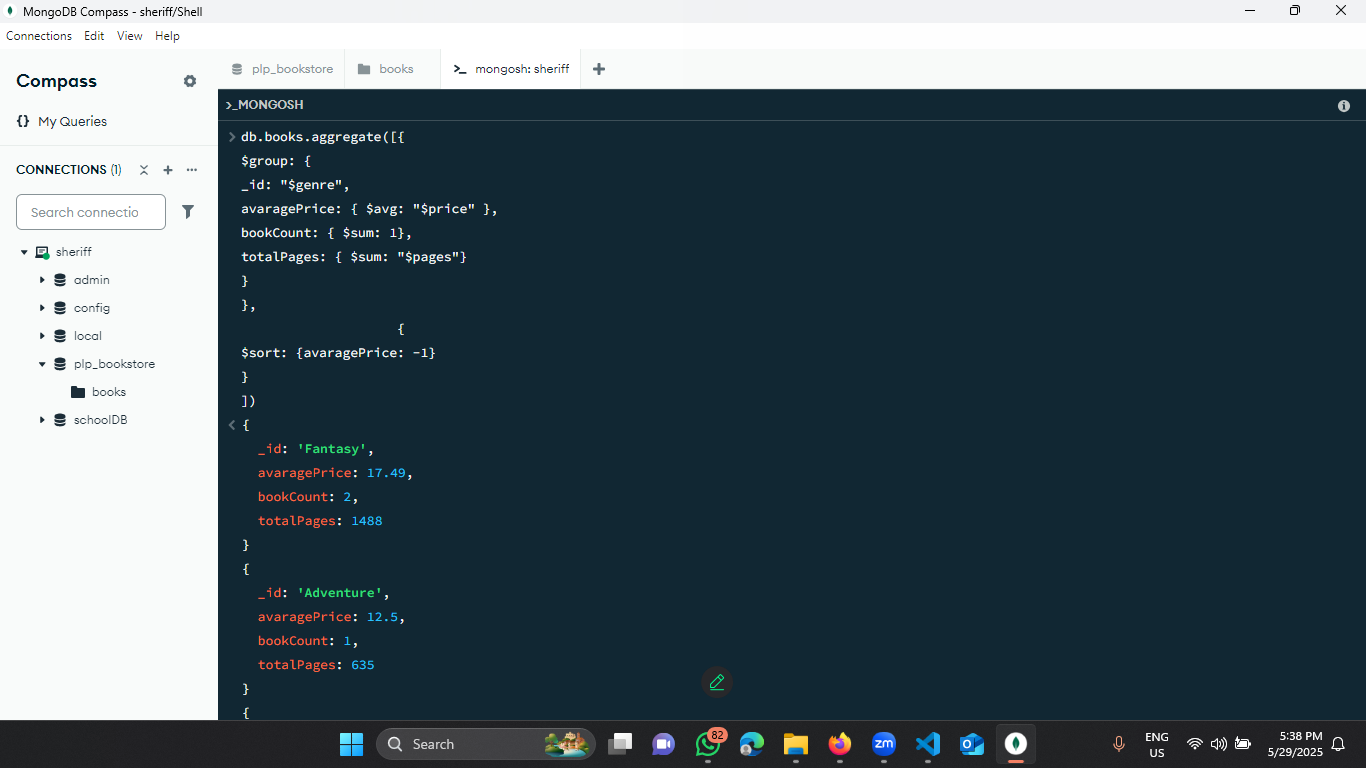 MongoDB Compass - sheriff/Shell
Connections Edit View Help
Compass
{} My Queries
CONNECTIONS (1)
Search connectio
sheriff
admin
config
local
plp_bookstore
books
schoolDB
plp_bookstore
books
>_ mongosh: sheriff
>_MONGOSH
> db.books.aggregate([{
$group: {
_id: "$genre",
avaragePrice: { $avg: "$price" },
bookCount: { $sum: 1},
totalPages: { $sum: "$pages"}
}
},
{
$sort: {avaragePrice: -1}
}
])
< {
_id: 'Fantasy',
avaragePrice: 17.49,
bookCount: 2,
totalPages: 1488
}
{
_id: 'Adventure',
avaragePrice: 12.5,
bookCount: 1,
totalPages: 635
}
{
Search
82
zm
ENG
US
5:38 PM
5/29/2025